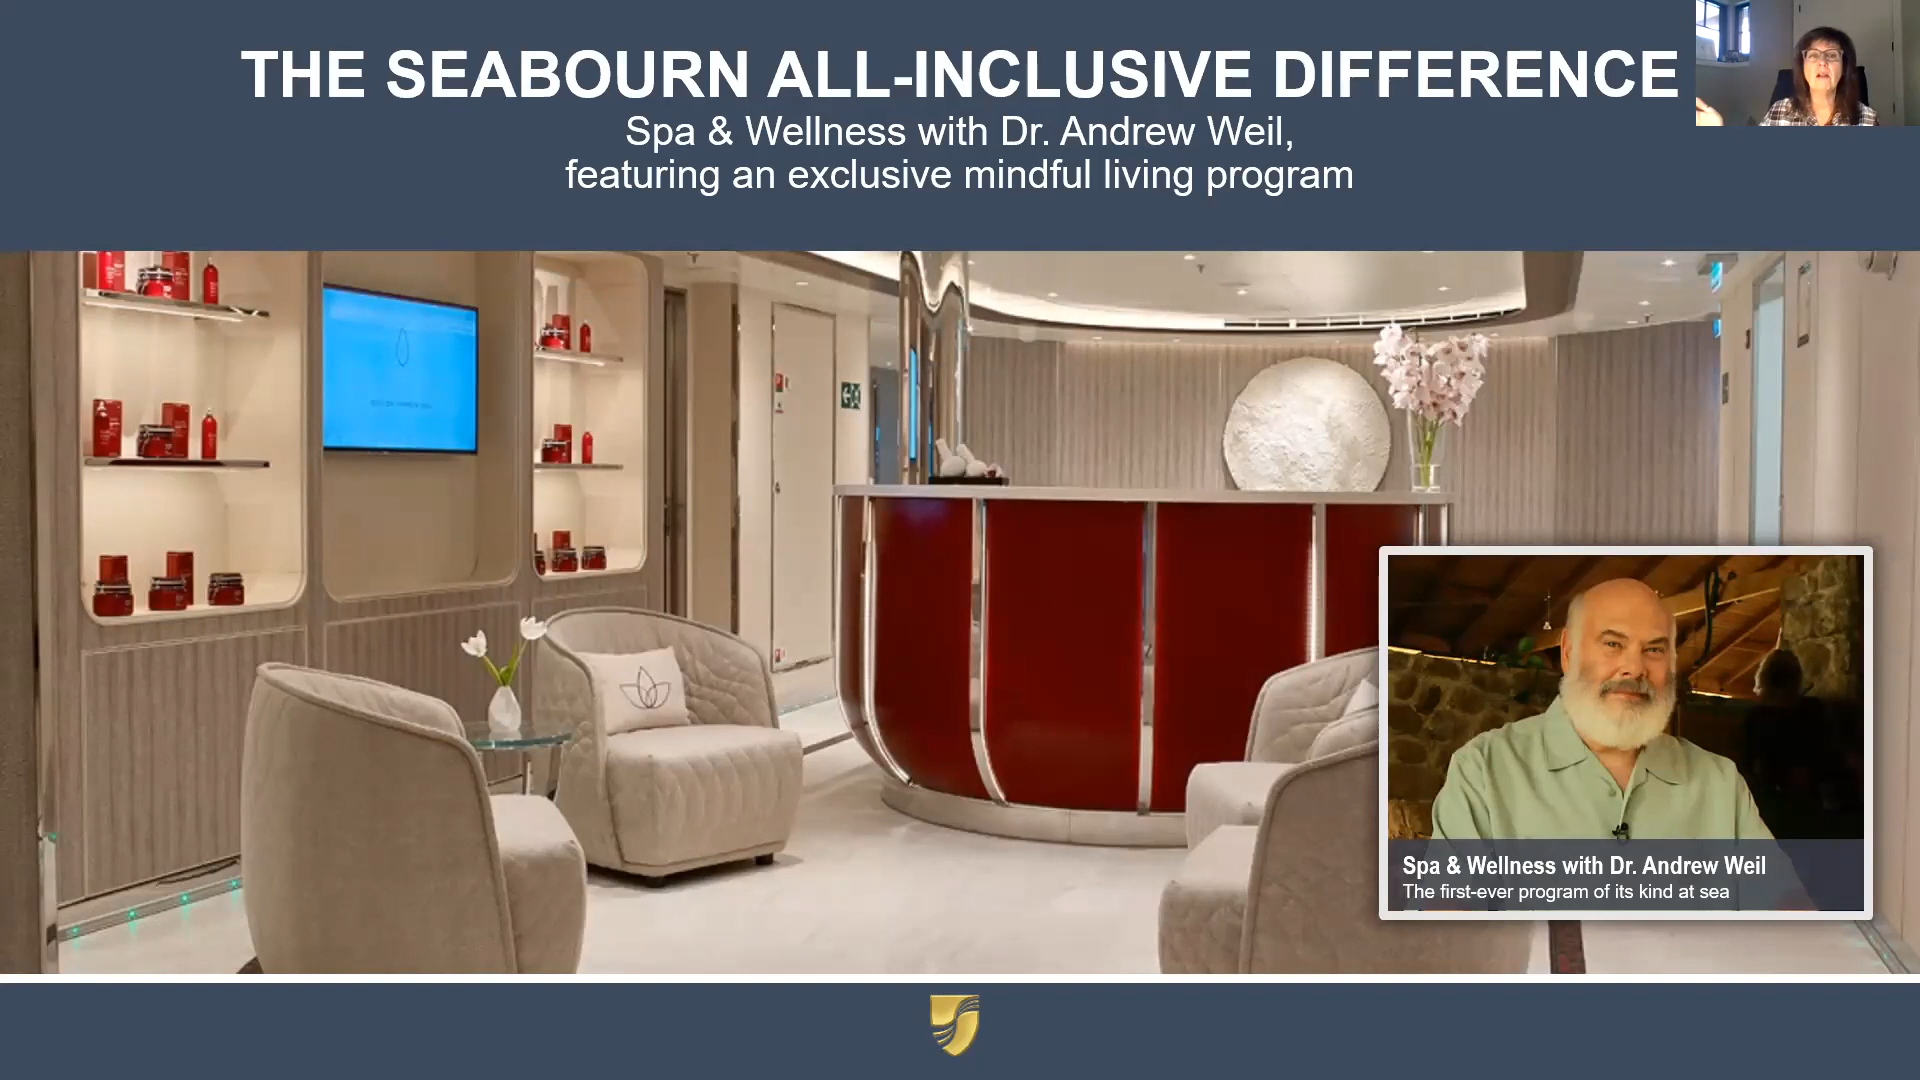 THE SEABOURN ALL-INCLUSIVE DIFFERENCE
Spa & Wellness with Dr. Andrew Weil,
featuring an exclusive mindful living program
Spa & Wellness with Dr. Andrew Weil
The first-ever program of its kind at sea